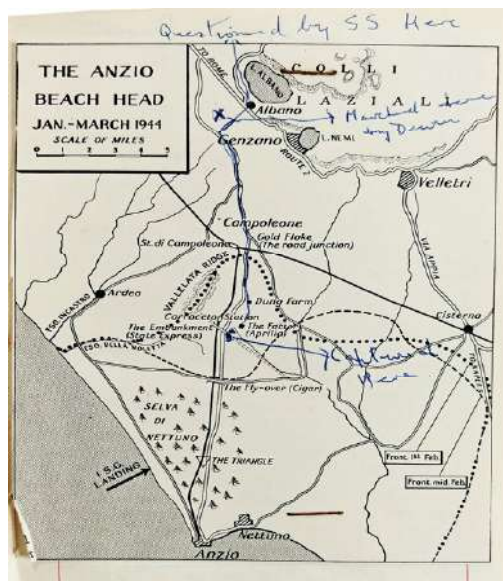 Questioned by SS Here
THE ANZIO
BEACH HEAD
JAN.-MARCH 1944
SCALE OF MILES
0 1 2 3 4 5
TO ROME
L. ALBANO
COLLI
LAZIALI
Albano
Marched here
Genzano
L. NEMI
ROUTE 7
Velletri
VIA APPIA
Campoleone
Gold Flake
(The road junction)
St. di Campoleone
VALLELATA RIDGE
Ardea
Dung Farm
Carroceto Station
The Factory
(Aprilia)
The Embankment
(State Express)
Cisterna
Captured
Here
The Fly-over (Cigar)
SELVA
DI
NETTUNO
THE TRIANGLE
LANDING
Front 1st. Feb.
Front mid. Feb.
Nettuno
Anzio